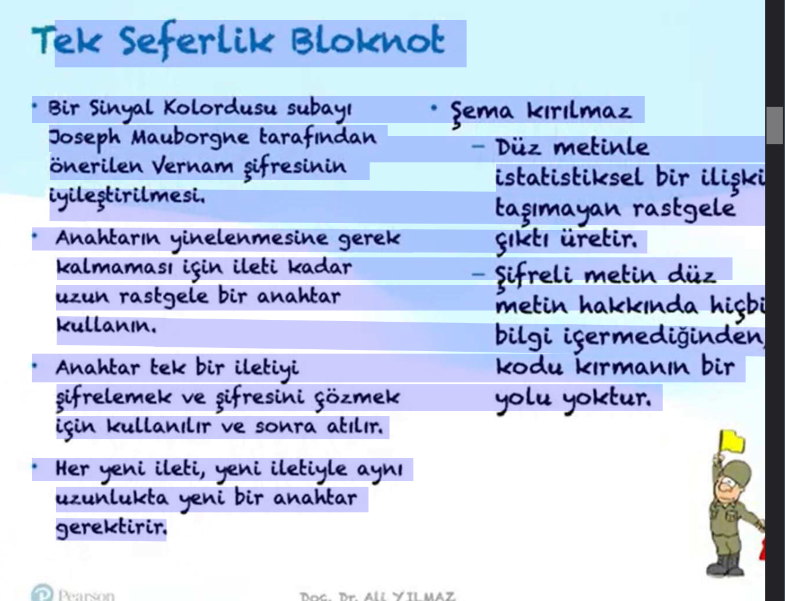 Tek Seferlik Bloknot
• Bir Sinyal Kolordusu subayı
Joseph Mauborgne tarafından
önerilen Vernam şifresinin
iyileştirilmesi.
• Anahtarın yinelenmesine gerek
kalmaması için ileti kadar
uzun rastgele bir anahtar
kullanın.
• Anahtar tek bir iletiyi
şifrelemek ve şifresini çözmek
için kullanılır ve sonra atılır.
• Her yeni ileti, yeni iletiyle aynı
uzunlukta yeni bir anahtar
gerektirir.
• Şema kırılmaz
– Düz metinle
istatistiksel bir ilişki
taşımayan rastgele
çıktı üretir.
– Şifreli metin düz
metin hakkında hiçbi
bilgi içermediğinden,
kodu kırmanın bir
yolu yoktur.
Pearson
Doç. Dr. Ali YILMAZ